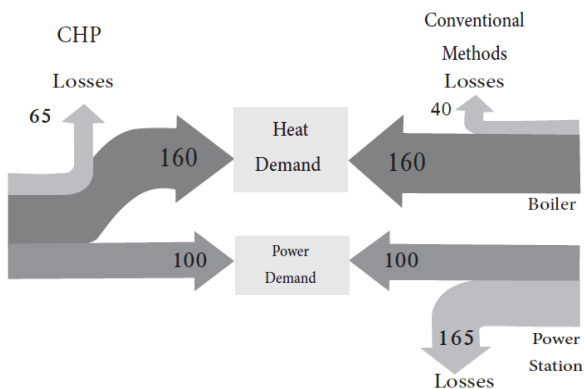 CHP
Losses
65
160
100
Heat
Demand
Power
Demand
Conventional
Methods
Losses
40
160
Boiler
100
165
Power
Station
Losses